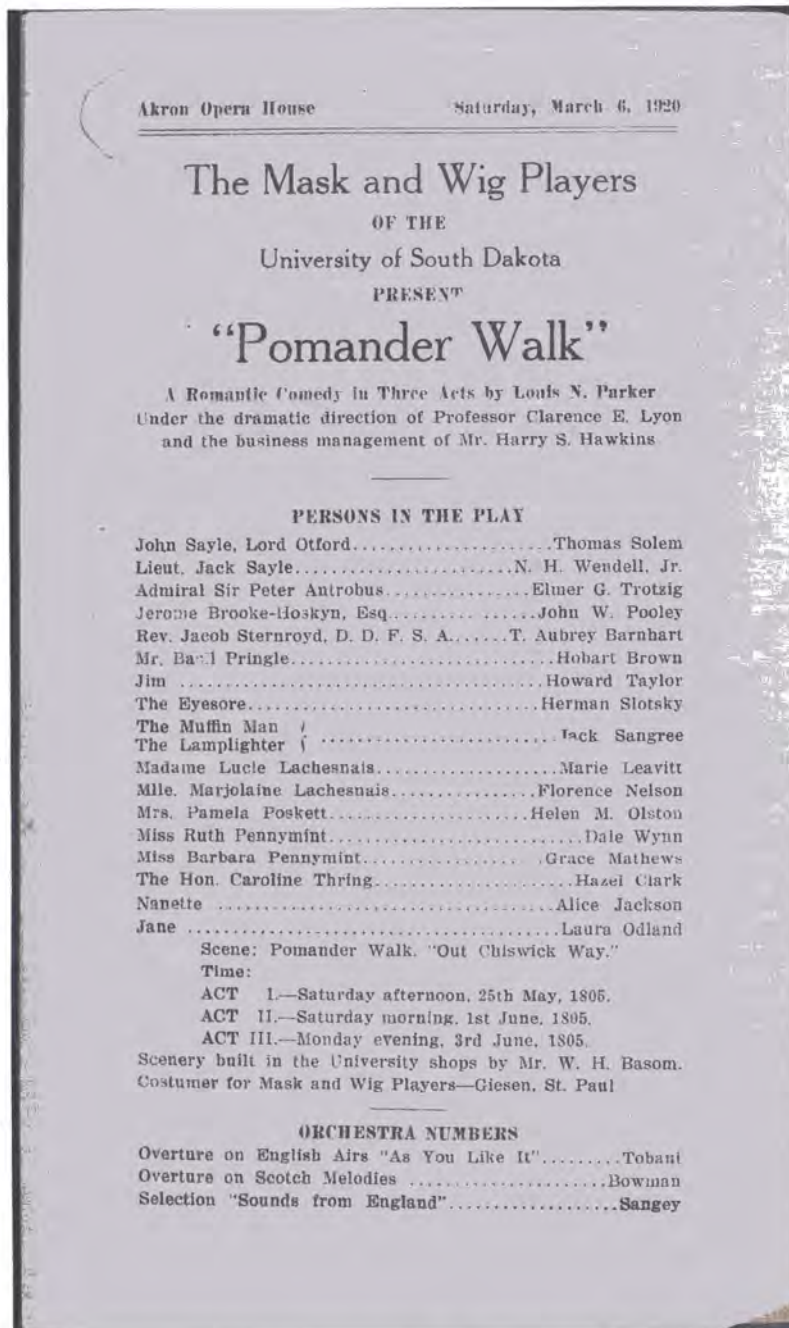 Akron Opera House Saturday, March 6, 1920
The Mask and Wig Players
OF THE
University of South Dakota
PRESENT
"Pomander Walk"
A Romantic Comedy in Three Acts by Louis N. Parker
Under the dramatic direction of Professor Clarence E. Lyon
and the business management of Mr. Harry S. Hawkins
PERSONS IN THE PLAY
John Sayle, Lord Otford......................Thomas Solem
Lieut. Jack Sayle........................N. H. Wendell, Jr.
Admiral Sir Peter Antrobus................Elmer G. Trotzig
Jerome Brooke-Hoskyn, Esq.................John W. Pooley
Rev. Jacob Sternroyd, D. D. F. S. A.......T. Aubrey Barnhart
Mr. Pringle.............................Hobart Brown
Jim .......................................Howard Taylor
The Eyesore................................Herman Slotsky
The Muffin Man
The Lamplighter ..........................Jack Sangree
Madame Lucie Lachesnais....................Marie Leavitt
Mlle. Marjolaine Lachesnais................Florence Nelson
Mrs. Pamela Poskett......................Helen M. Olston
Miss Ruth Pennymint............................Dale Wynn
Miss Barbara Pennymint....................Grace Mathews
The Hon. Caroline Thring......................Hazel Clark
Nanette ....................................Alice Jackson
Jane ........................................Laura Odland
Scene: Pomander Walk. "Out Chiswick Way."
Time:
ACT I.—Saturday afternoon, 25th May, 1805.
ACT II.—Saturday morning, 1st June, 1805.
ACT III.—Monday evening, 3rd June, 1805.
Scenery built in the University shops by Mr. W. H. Basom.
Costumer for Mask and Wig Players—Giesen, St. Paul
ORCHESTRA NUMBERS
Overture on English Airs "As You Like It".........Tobani
Overture on Scotch Melodies ......................Bowman
Selection "Sounds from England"...................Sangey